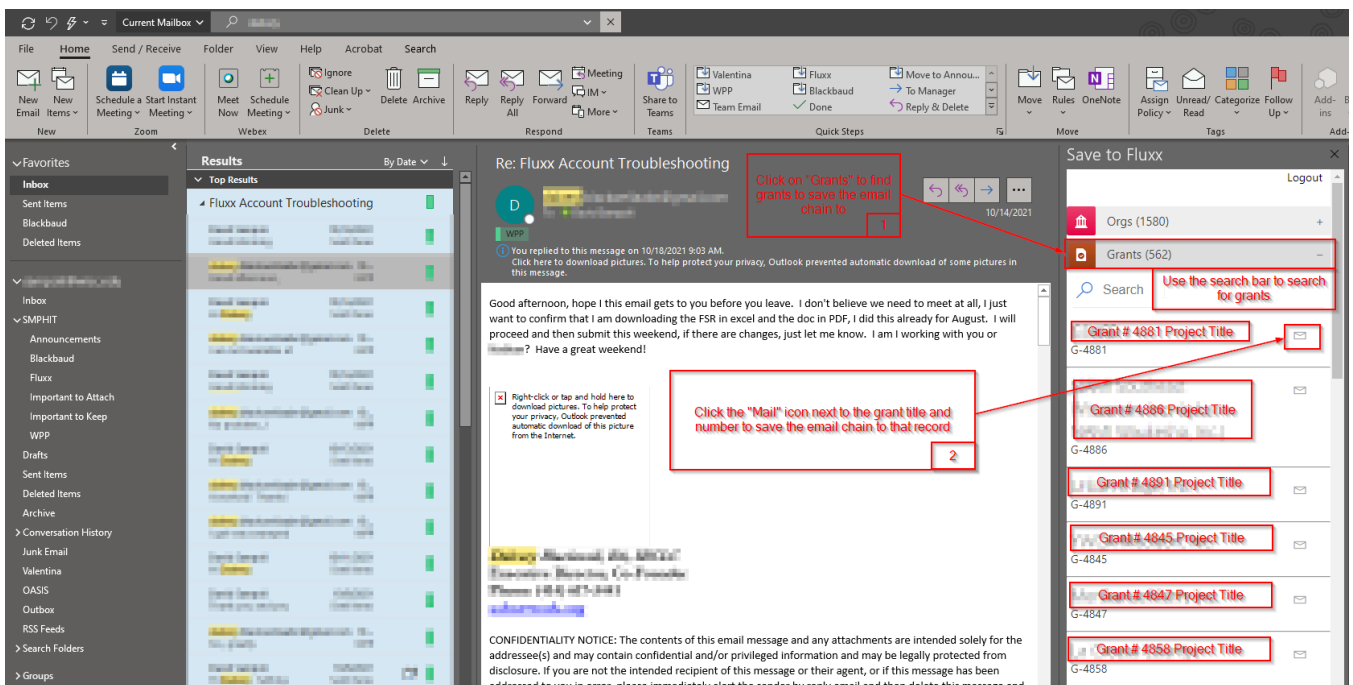 Current Mailbox
File Home Send / Receive Folder View Help Acrobat Search
New Email
New Items
Schedule a Meeting
Start Instant Meeting
Meet Now
Schedule Meeting
Ignore
Clean Up
Junk
Delete
Archive
Reply
Reply All
Forward
Meeting
IM
More
Share to Teams
Valentina
WPP
Team Email
Fluxx
Blackbaud
Done
Move to Annou...
To Manager
Reply & Delete
Move
Rules
OneNote
Assign Policy
Unread/ Read
Categorize
Follow Up
Add-ins
New Zoom Webex Delete Respond Teams Quick Steps Move Tags Add-
Favorites
Inbox
Sent Items
Blackbaud
Deleted Items
Inbox
SMPHIT
Announcements
Blackbaud
Fluxx
Important to Attach
Important to Keep
WPP
Drafts
Sent Items
Deleted Items
Archive
Conversation History
Junk Email
Valentina
OASIS
Outbox
RSS Feeds
Search Folders
Groups
Results By Date
Top Results
Fluxx Account Troubleshooting
Re: Fluxx Account Troubleshooting
D
10/14/2021
WPP
You replied to this message on 10/18/2021 9:03 AM.
Click here to download pictures. To help protect your privacy, Outlook prevented automatic download of some pictures in
this message.
Click on "Grants" to find
grants to save the email
chain to
1
Good afternoon, hope I this email gets to you before you leave. I don't believe we need to meet at all, I just
want to confirm that I am downloading the FSR in excel and the doc in PDF, I did this already for August. I will
proceed and then submit this weekend, if there are changes, just let me know. I am I working with you or
? Have a great weekend!
Right-click or tap and hold here to
download pictures. To help protect
your privacy, Outlook prevented
automatic download of this picture
from the Internet.
Click the "Mail" icon next to the grant title and
number to save the email chain to that record
2
CONFIDENTIALITY NOTICE: The contents of this email message and any attachments are intended solely for the
addressee(s) and may contain confidential and/or privileged information and may be legally protected from
disclosure. If you are not the intended recipient of this message or their agent, or if this message has been
addressed to you in error, please immediately alert the sender by reply email and then delete this message and
Save to Fluxx
Logout
Orgs (1580) +
Grants (562) –
Search
Use the search bar to search
for grants
Grant # 4881 Project Title
G-4881
Grant # 4886 Project Title
G-4886
Grant # 4891 Project Title
G-4891
Grant # 4845 Project Title
G-4845
Grant # 4847 Project Title
G-4847
Grant # 4858 Project Title
G-4858